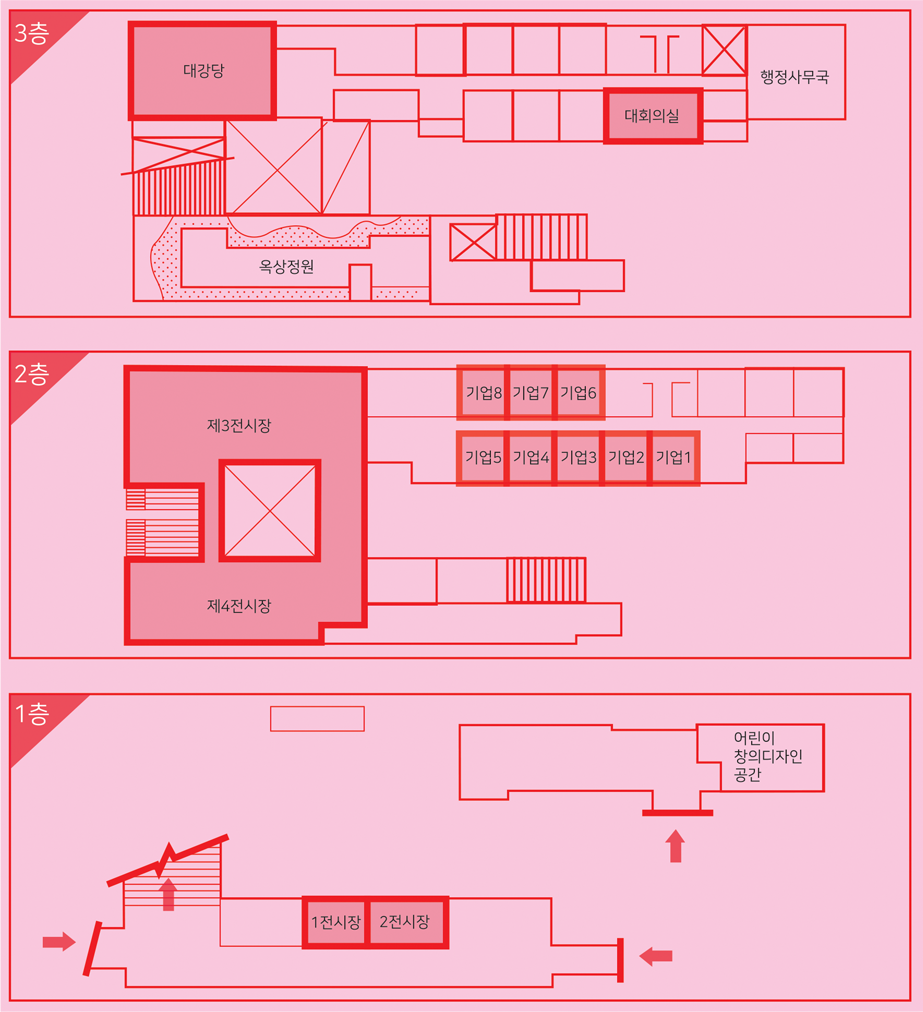 3층
대강당
행정사무국
대회의실
옥상정원
2층
제3전시장
기업8 기업7 기업6
기업5 기업4 기업3 기업2 기업1
제4전시장
1층
어린이
창의디자인
공간
1전시장 2전시장